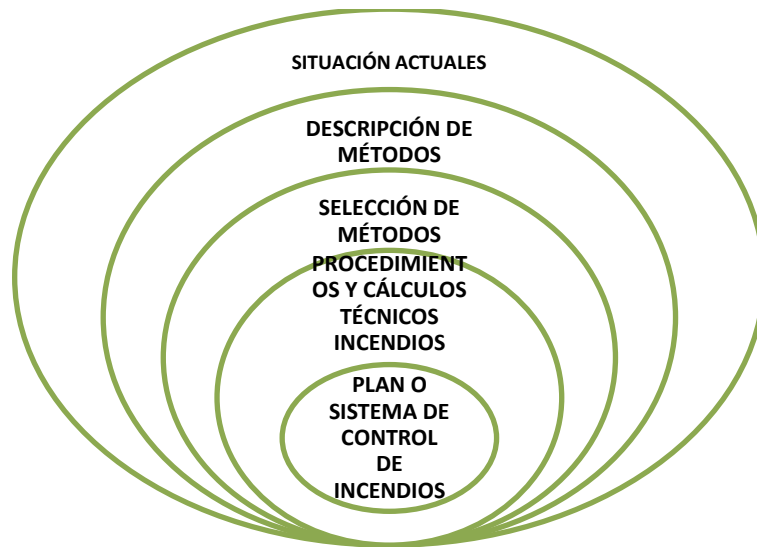 SITUACIÓN ACTUALES
DESCRIPCIÓN DE
MÉTODOS
SELECCIÓN DE
MÉTODOS
PROCEDIMIENT
OS Y CÁLCULOS
TÉCNICOS
INCENDIOS
PLAN O
SISTEMA DE
CONTROL
DE
INCENDIOS